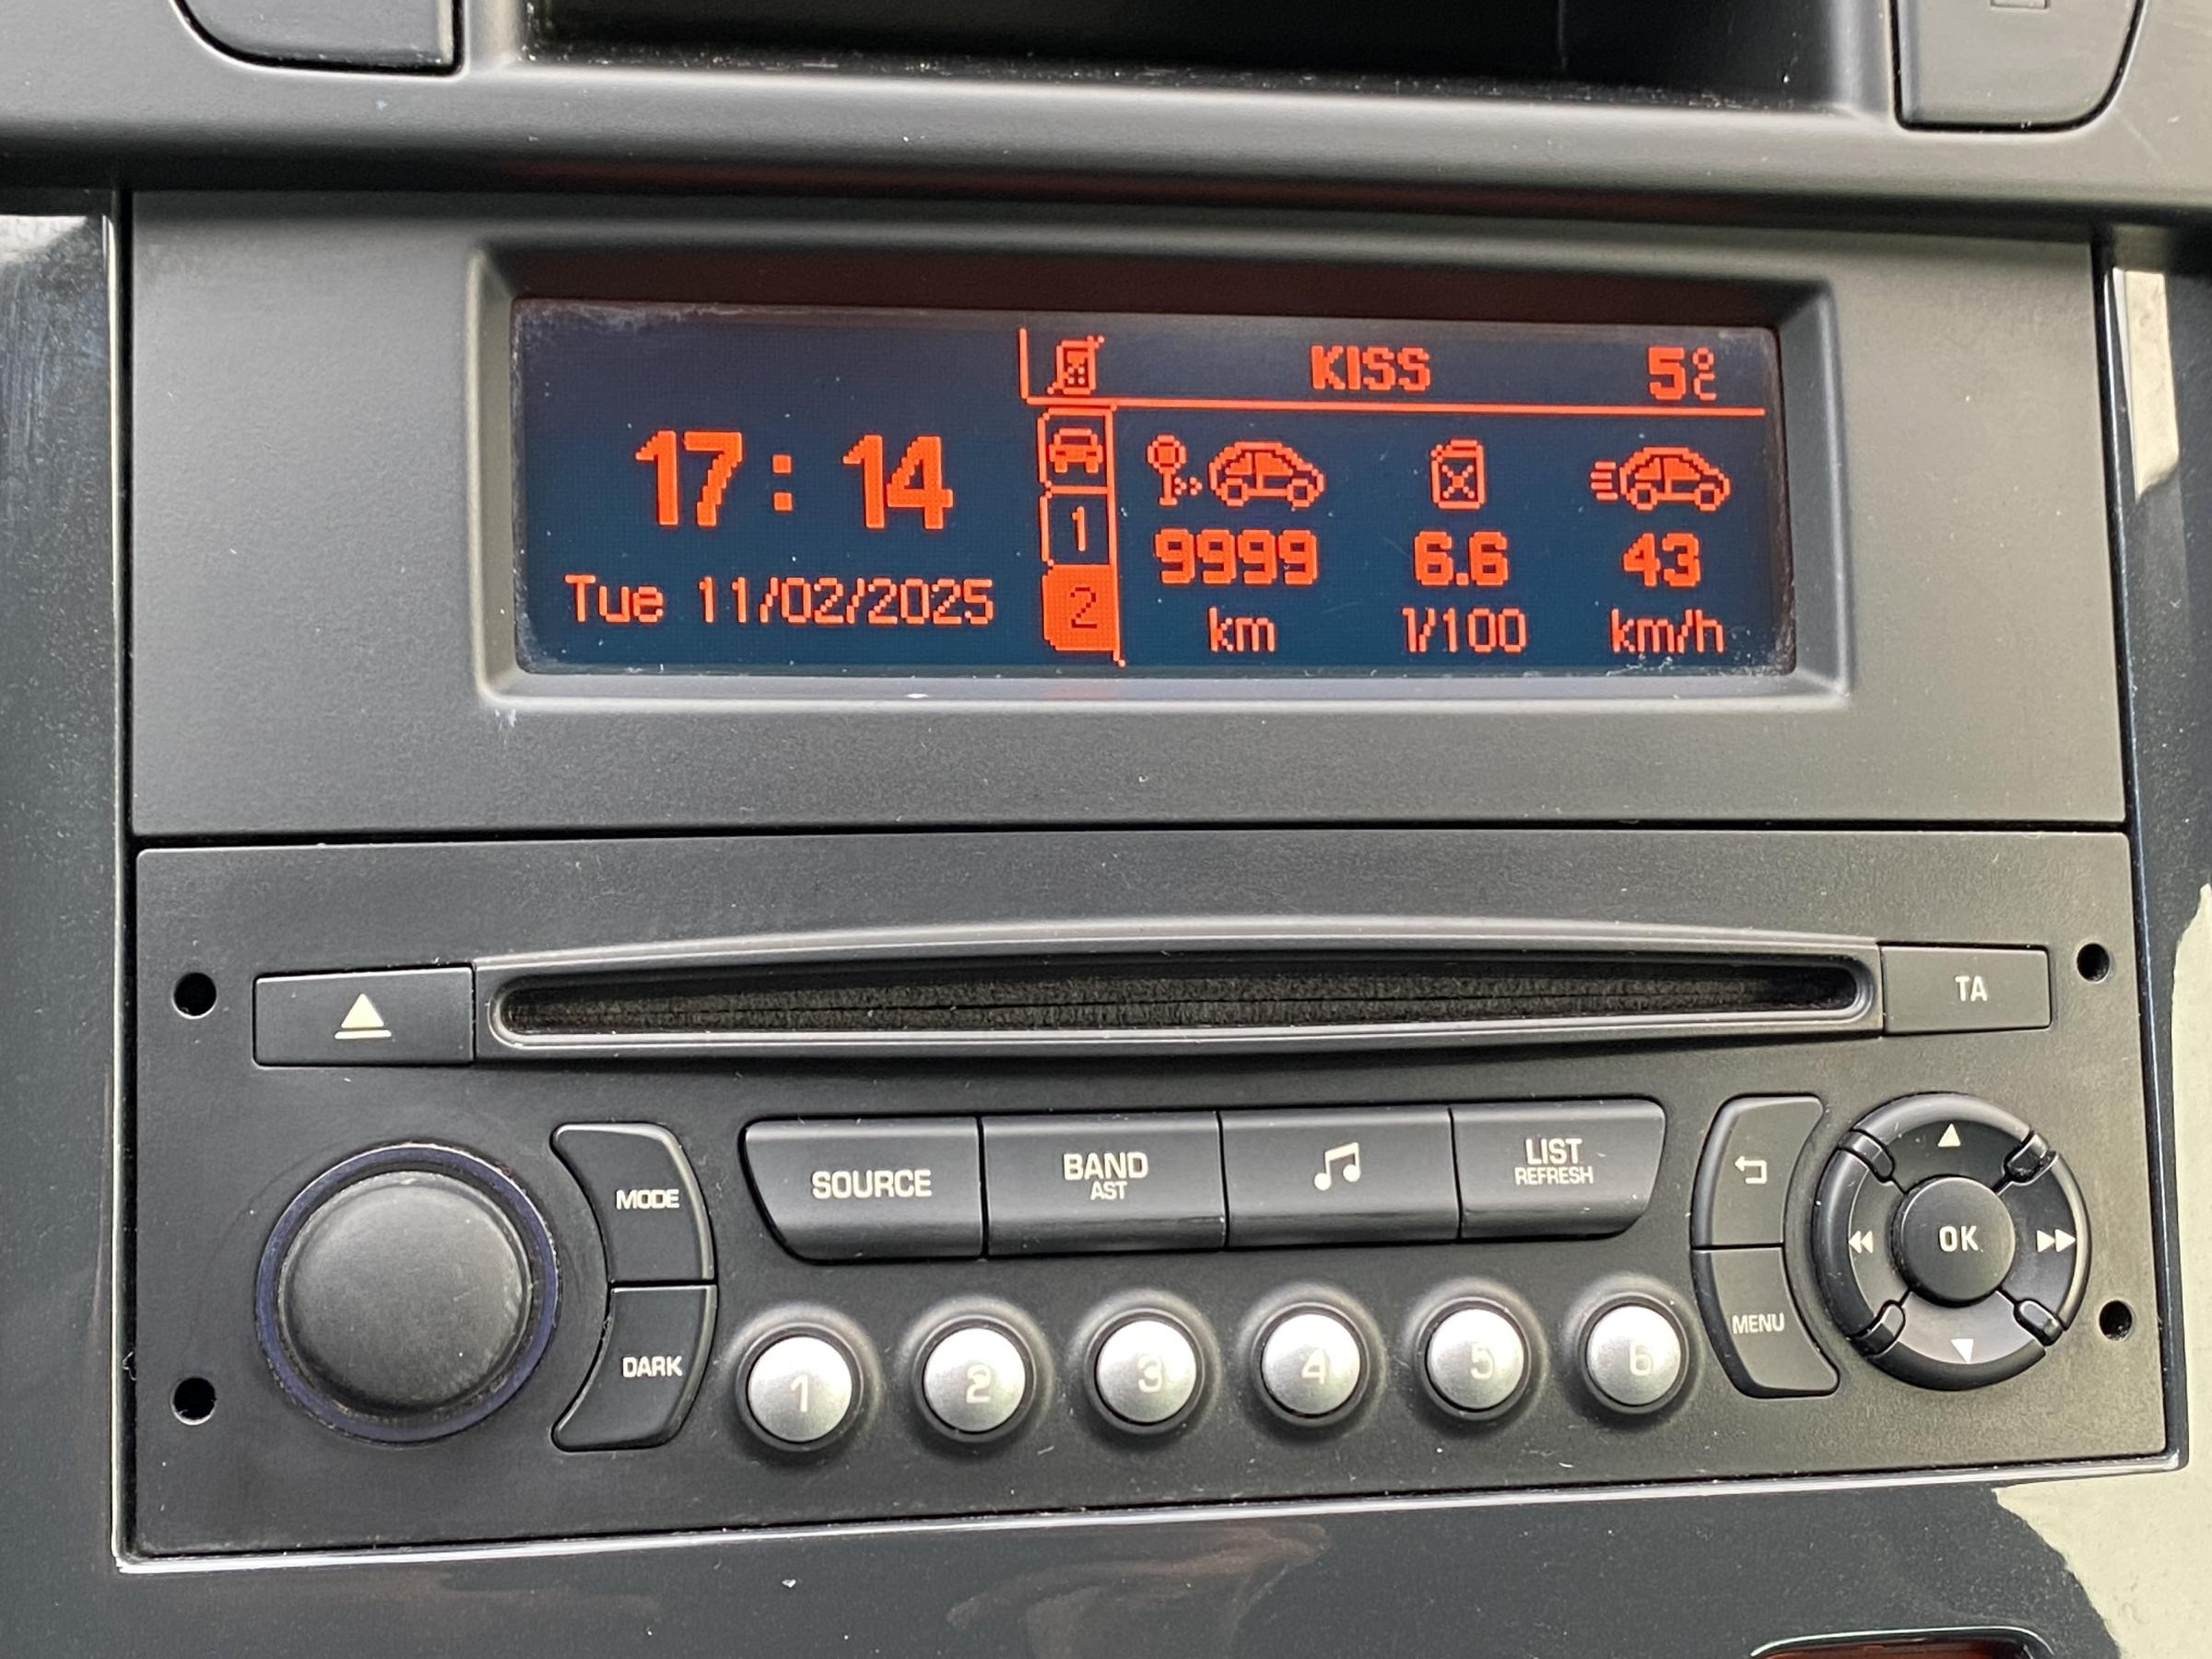 KISS 5°C
17:14
1
9999 6.6 43
Tue 11/02/2025
2
km l/100 km/h
TA
MODE
SOURCE
BAND
AST
LIST
REFRESH
OK
DARK
MENU
1 2 3 4 5 6